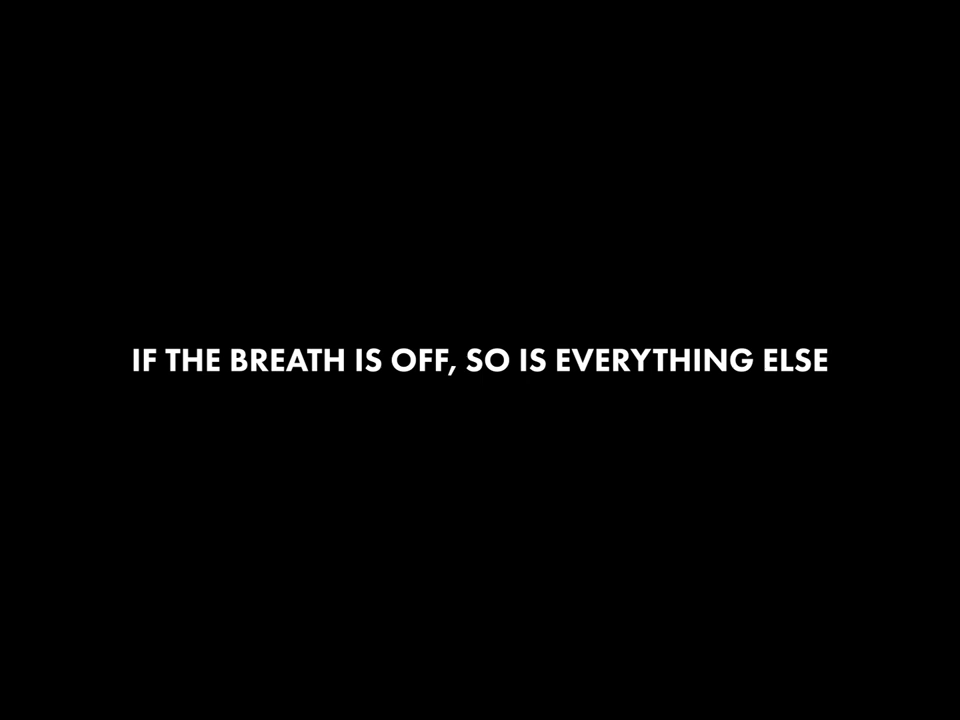 IF THE BREATH IS OFF, SO IS EVERYTHING ELSE